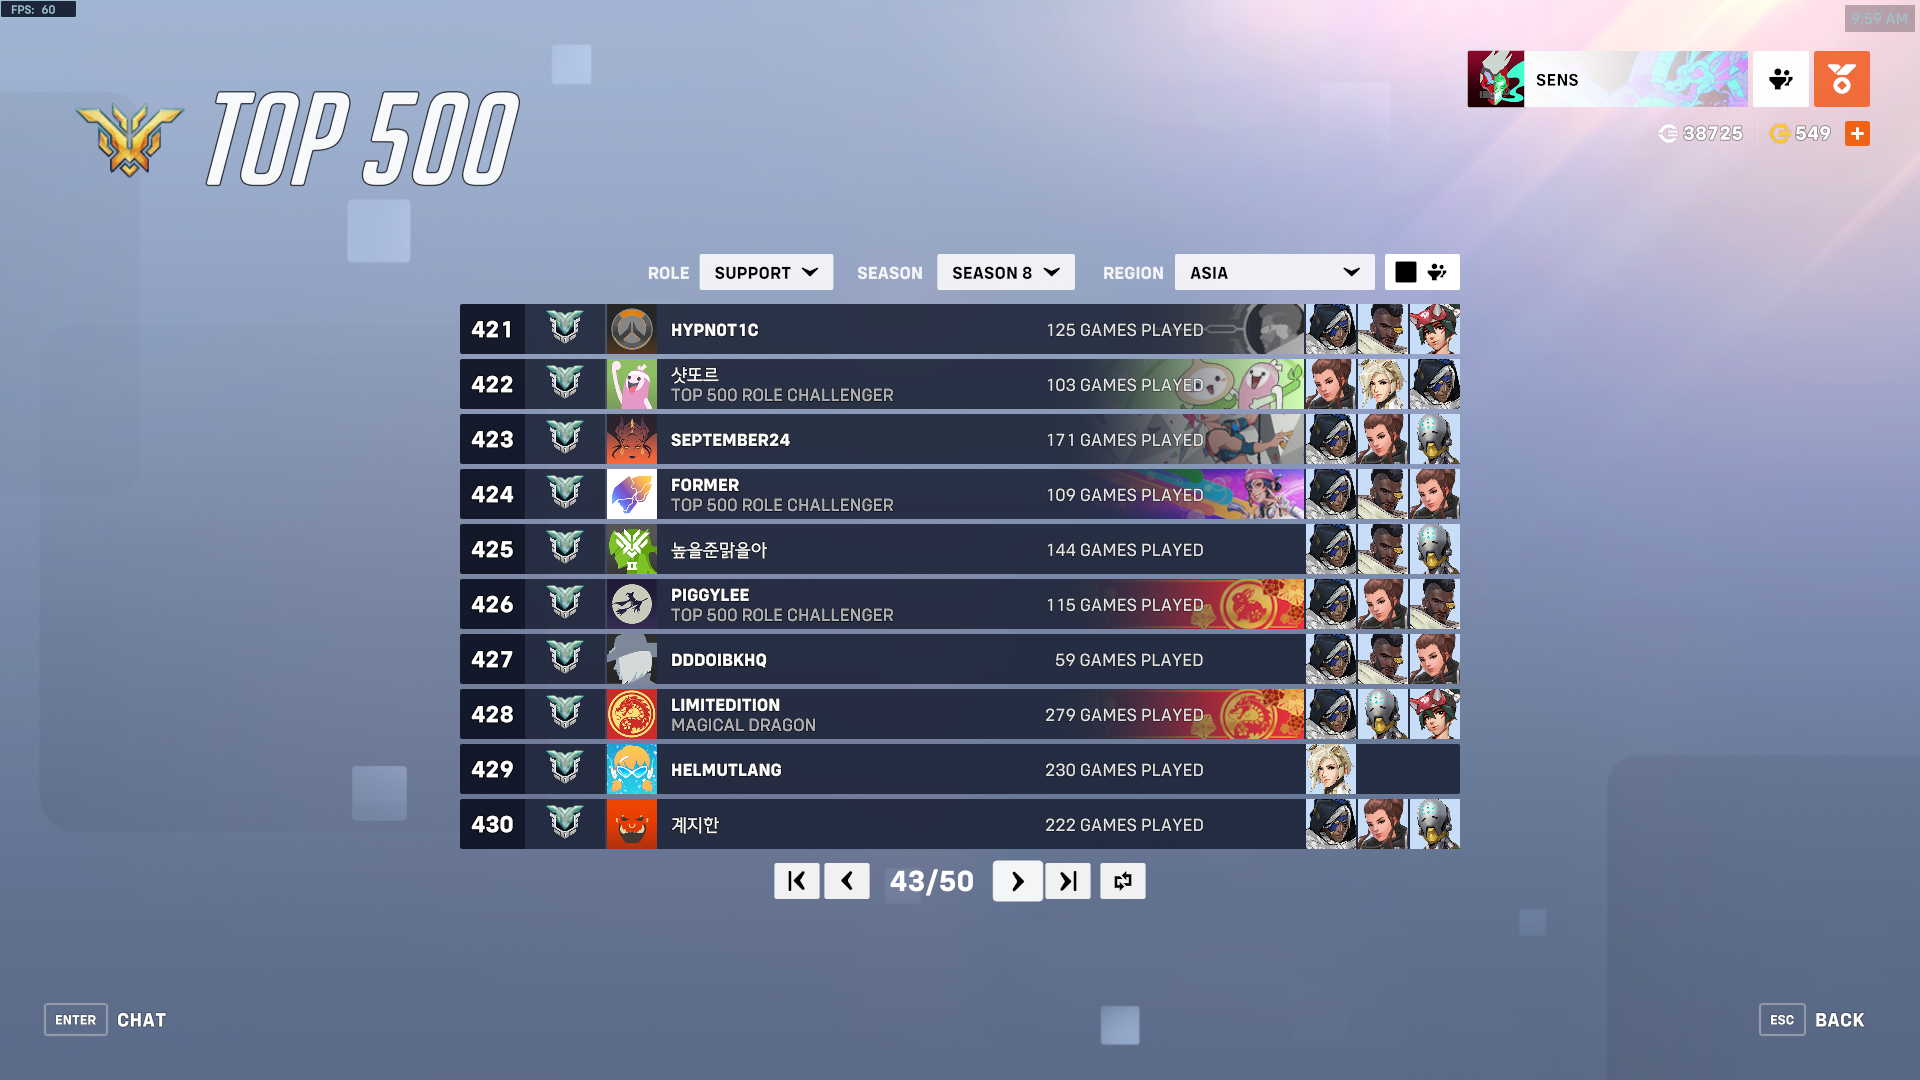 FPS: 60
9:59 AM
TOP 500
SENS
38725
549
ROLE SUPPORT SEASON SEASON 8 REGION ASIA
421 HYPN0T1C 125 GAMES PLAYED
422 샷또르 103 GAMES PLAYED
TOP 500 ROLE CHALLENGER
423 SEPTEMBER24 171 GAMES PLAYED
424 FORMER 109 GAMES PLAYED
TOP 500 ROLE CHALLENGER
425 높을준맑을아 144 GAMES PLAYED
426 PIGGYLEE 115 GAMES PLAYED
TOP 500 ROLE CHALLENGER
427 DDDOIBKHQ 59 GAMES PLAYED
428 LIMITEDITION 279 GAMES PLAYED
MAGICAL DRAGON
429 HELMUTLANG 230 GAMES PLAYED
430 계지한 222 GAMES PLAYED
43/50
ENTER CHAT
ESC BACK